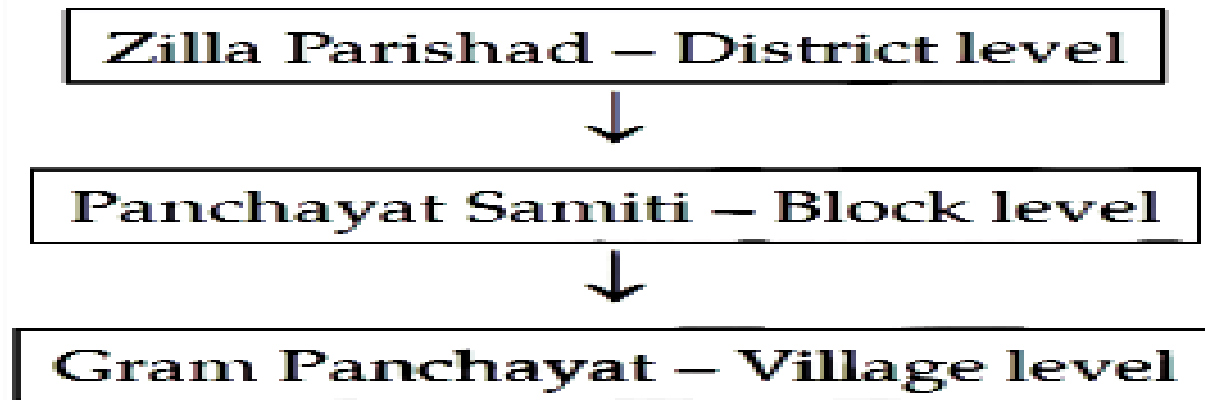 Zilla Parishad – District level
Panchayat Samiti – Block level
Gram Panchayat – Village level